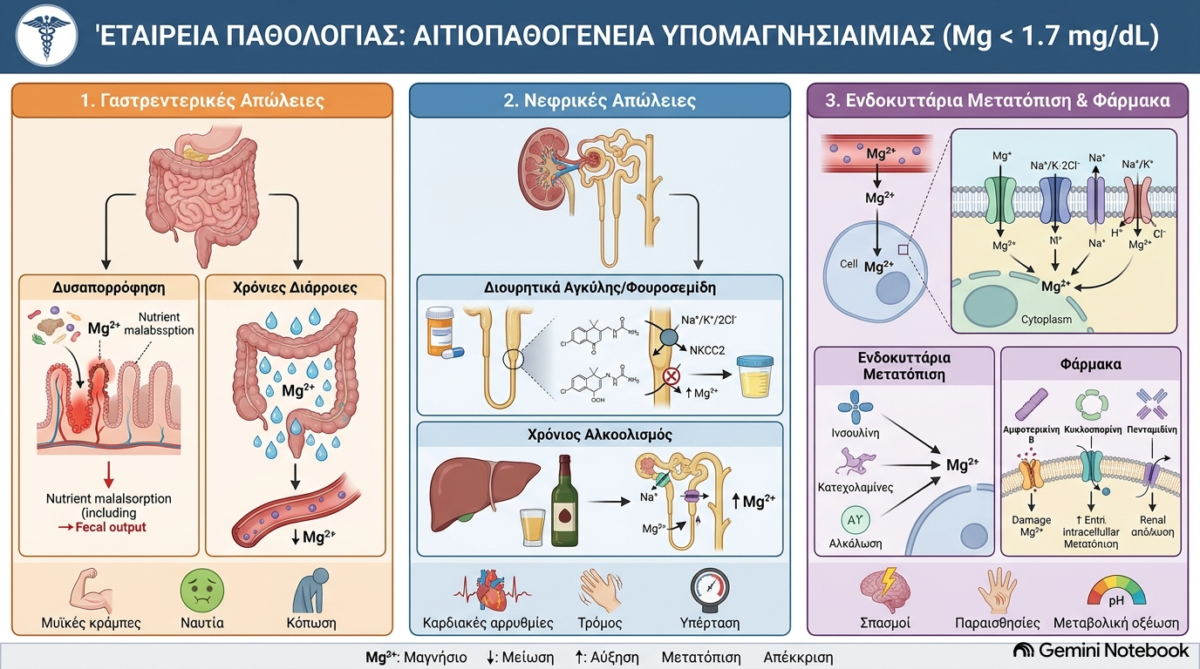 ἙΤΑΙΡΕΙΑ ΠΑΘΟΛΟΓΙΑΣ: ΑΙΤΙΟΠΑΘΟΓΕΝΕΙΑ ΥΠΟΜΑΓΝΗΣΙΑΙΜΙΑΣ (Mg < 1.7 mg/dL)
1. Γαστρεντερικές Απώλειες
Δυσαπορρόφηση
Mg²⁺
Nutrient
malabssption
Nutrient malalsorption
(including
→ Fecal output
Χρόνιες Διάρροιες
Mg²⁺
↓ Mg²⁺
Μυϊκές κράμπες
Ναυτία
Κόπωση
2. Νεφρικές Απώλειες
Διουρητικά Αγκύλης/Φουροσεμίδη
Na⁺/K⁺/2Cl⁻
NKCC2
↑ Mg²⁺
Χρόνιος Αλκοολισμός
Na⁺
Mg²⁺
↑ Mg²⁺
Καρδιακές αρρυθμίες
Τρόμος
Υπέρταση
3. Ενδοκυττάρια Μετατόπιση & Φάρμακα
Mg²⁺
Mg²⁺
Cell Mg²⁺
Mg⁺
Na⁺/K·2Cl⁻
Na⁺
Na⁺/K⁺
H⁺
Cl⁻
Mg²⁺
NI⁺
Na⁺
Mg²⁺
Mg²⁺
Cytoplasm
Ενδοκυττάρια
Μετατόπιση
Ινσουλίνη
Κατεχολαμίνες
ΑΥ
Αλκάλωση
Mg²⁺
Φάρμακα
Αμφοτερικίνη
Β
Κυκλοσπορίνη
Πενταμιδίνη
Damage
Mg²⁺
↑ Entri.
intracellular
Μετατόπιση
Renal
Σπασμοί
Παραισθησίες
pH
Μεταβολική οξέωση
Mg²⁺: Μαγνήσιο ↓: Μείωση ↑: Αύξηση Μετατόπιση Απέκκριση
Gemini Notebook